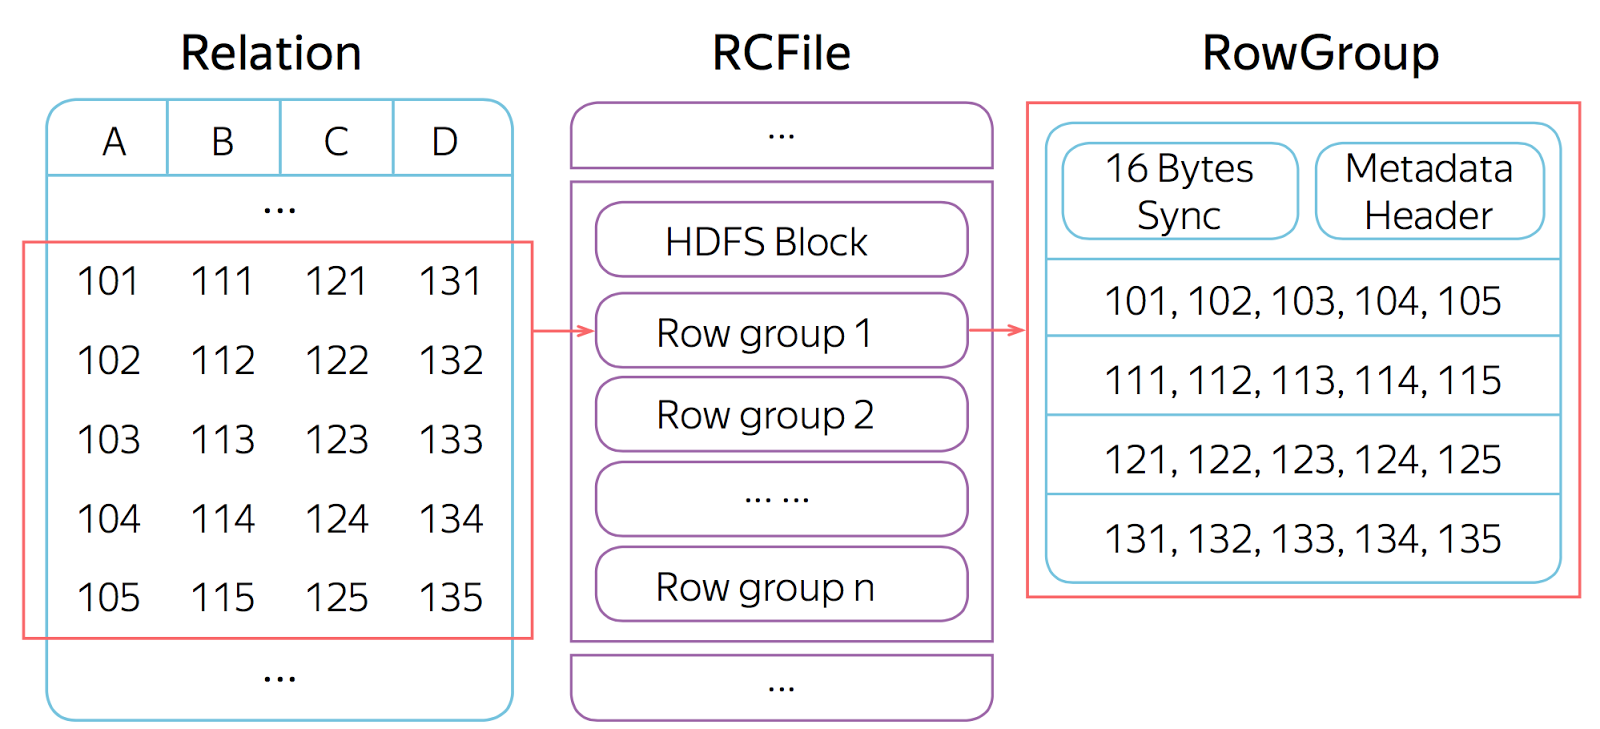 Relation
A B C D
...
101 111 121 131
102 112 122 132
103 113 123 133
104 114 124 134
105 115 125 135
...
RCFile
...
HDFS Block
Row group 1
Row group 2
... ...
Row group n
...
RowGroup
16 Bytes
Sync
Metadata
Header
101, 102, 103, 104, 105
111, 112, 113, 114, 115
121, 122, 123, 124, 125
131, 132, 133, 134, 135